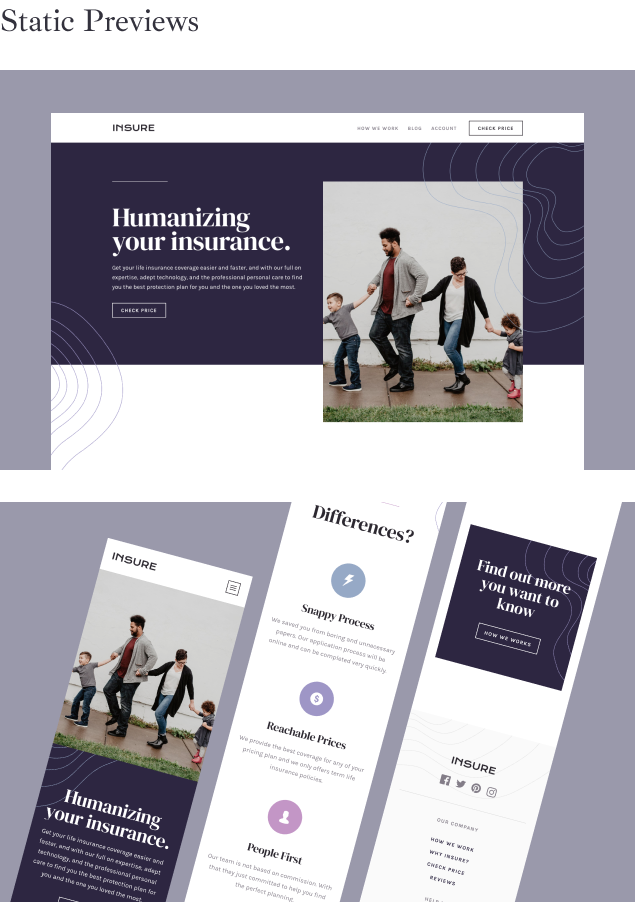 Static Previews
INSURE
HOW WE WORK
BLOG
ACCOUNT
CHECK PRICE
Humanizing
your insurance.
Get your life insurance coverage easier and faster, and with our full on
expertise, adept technology, and the professional personal care to find
you the best protection plan for you and the one you loved the most.
CHECK PRICE
INSURE
Humanizing
your insurance.
Get your life insurance coverage easier and
faster, and with our full on expertise, adept
technology, and the professional personal
care to find you the best protection plan for
you and the one you loved the most.
Differences?
Snappy Process
We saved you from boring and unnecessary
papers. Our application process will be
online and can be completed very quickly.
Reachable Prices
We provide the best coverage for any of your
pricing plan and we only offers term life
insurance policies.
People First
Our team is not based on commission. With
that they just committed to help you find
the perfect planning.
Find out more
you want to
know
HOW WE WORKS
INSURE
OUR COMPANY
HOW WE WORK
WHY INSURE?
CHECK PRICE
REVIEWS